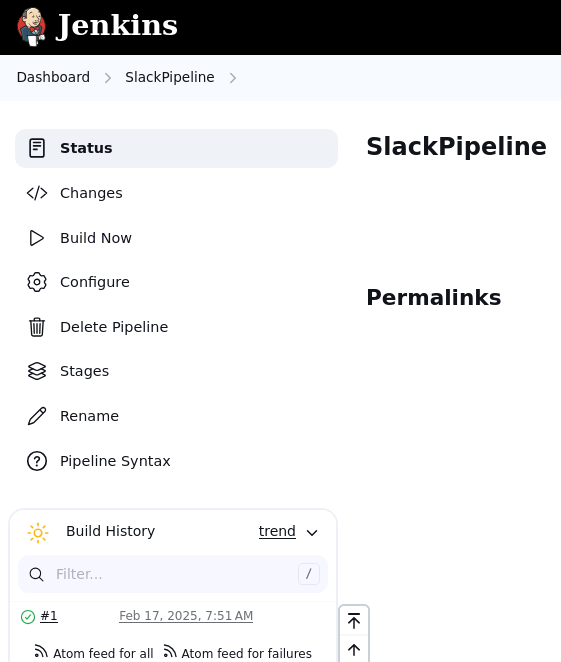 Jenkins
Dashboard
SlackPipeline
Status
SlackPipeline
Changes
Build Now
Configure
Permalinks
Delete Pipeline
Stages
Rename
Pipeline Syntax
Build History
trend
Filter...
/
#1
Feb 17, 2025, 7:51 AM
Atom feed for all
Atom feed for failures